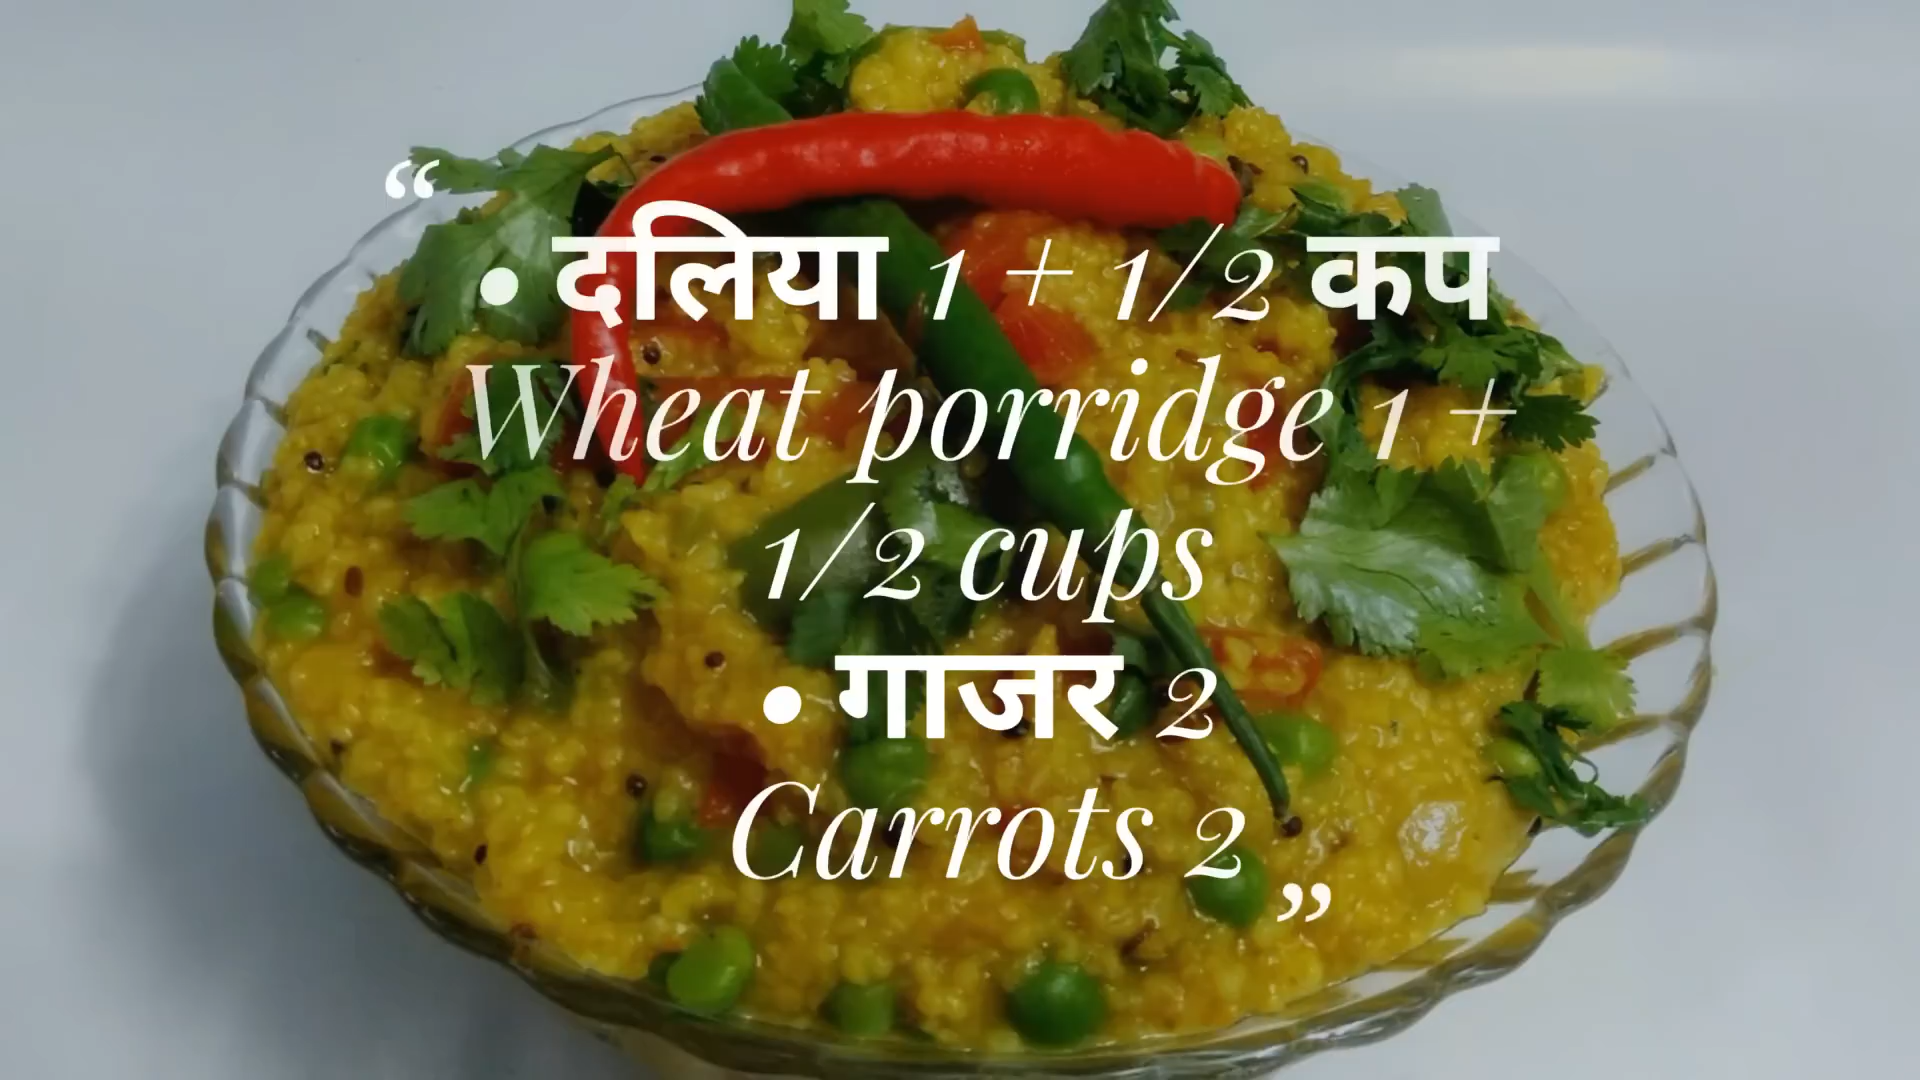 “
• दलिया 1 + 1/2 कप
Wheat porridge 1 +
1/2 cups
• गाजर 2
Carrots 2
”